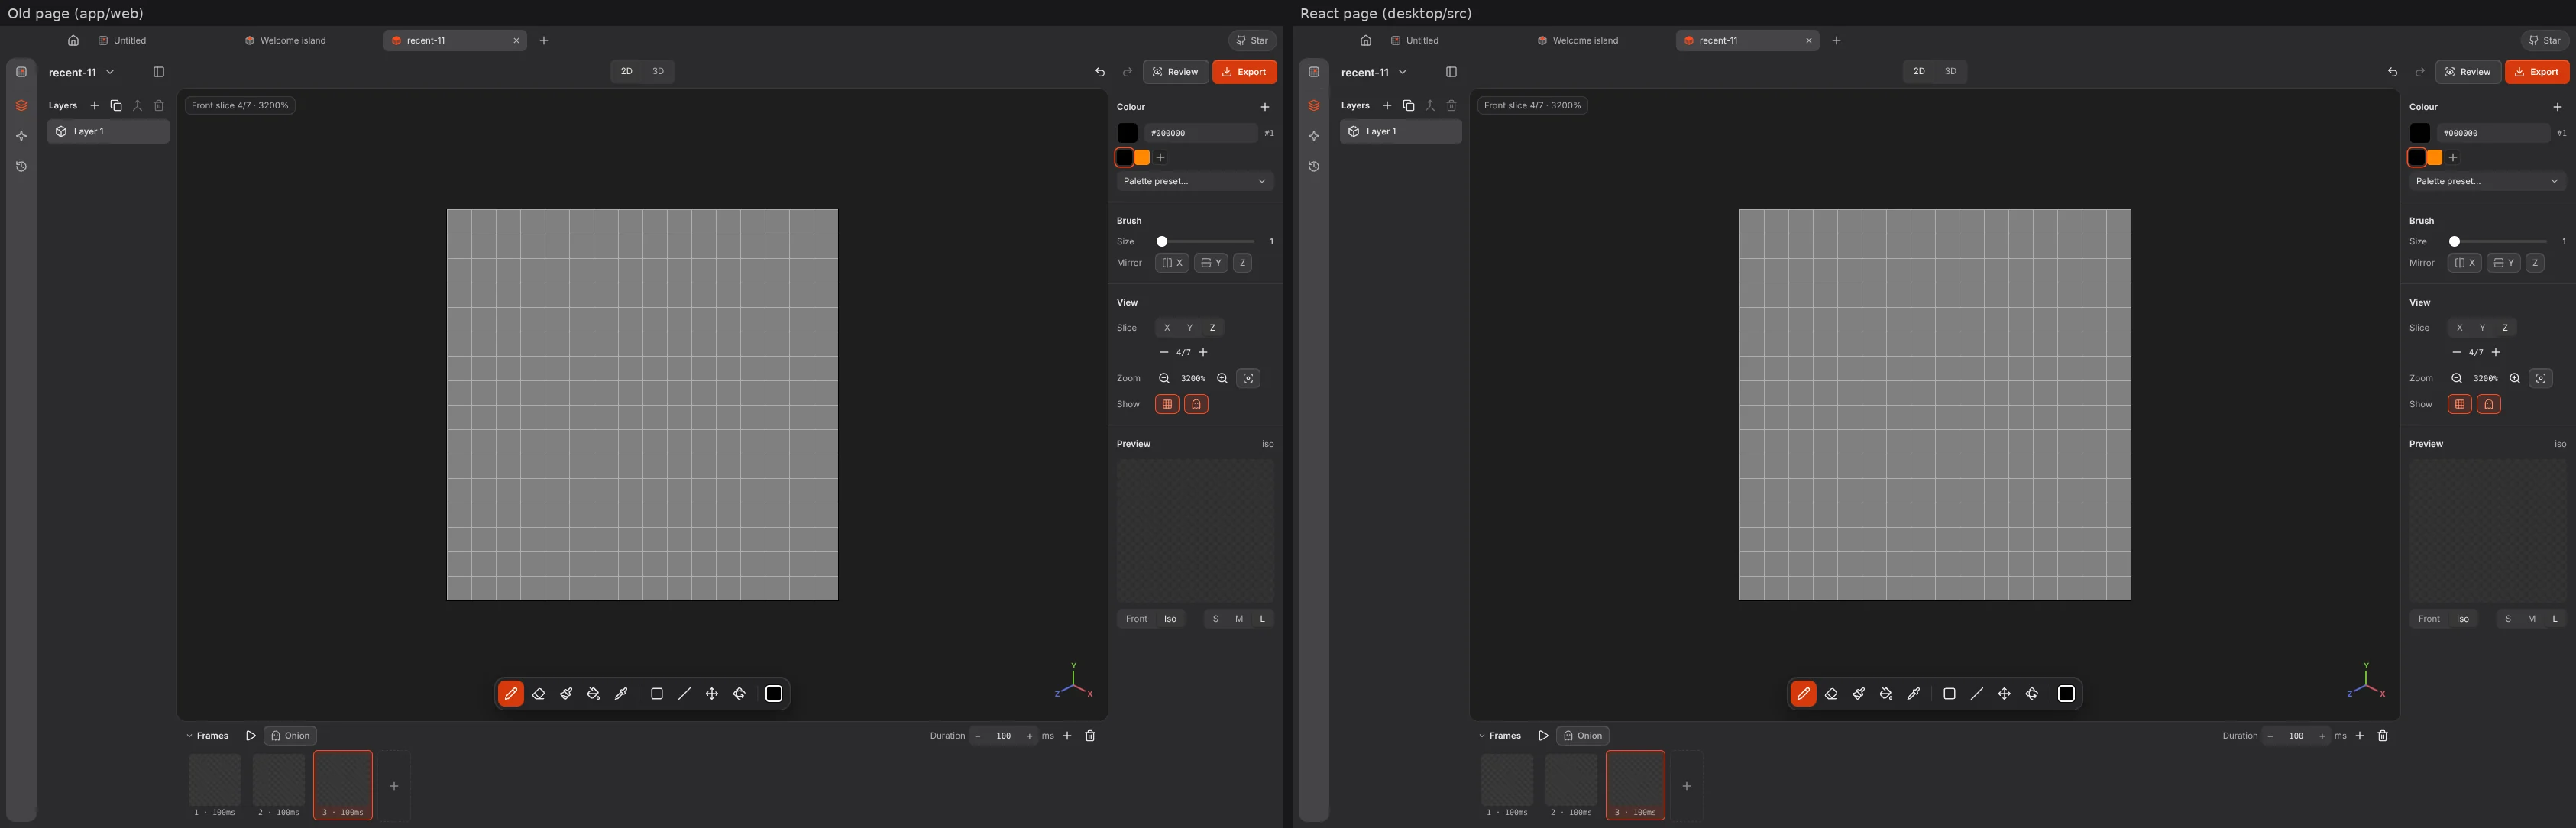 Old page (app/web)
Untitled
Welcome island
recent-11
Star
recent-11
2D 3D
Review
Export
Layers
Layer 1
Front slice 4/7 · 3200%
Colour
#000000 #1
Palette preset...
Brush
Size 1
Mirror X Y Z
View
Slice X Y Z
4/7
Zoom 3200%
Show
Preview iso
Front Iso S M L
Y
Z X
Frames Onion Duration − 100 + ms
1 · 100ms 2 · 100ms 3 · 100ms
React page (desktop/src)
Untitled
Welcome island
recent-11
Star
recent-11
2D 3D
Review
Export
Layers
Layer 1
Front slice 4/7 · 3200%
Colour
#000000 #1
Palette preset...
Brush
Size 1
Mirror X Y Z
View
Slice X Y Z
4/7
Zoom 3200%
Show
Preview iso
Front Iso S M L
Y
Z X
Frames Onion Duration − 100 + ms
1 · 100ms 2 · 100ms 3 · 100ms